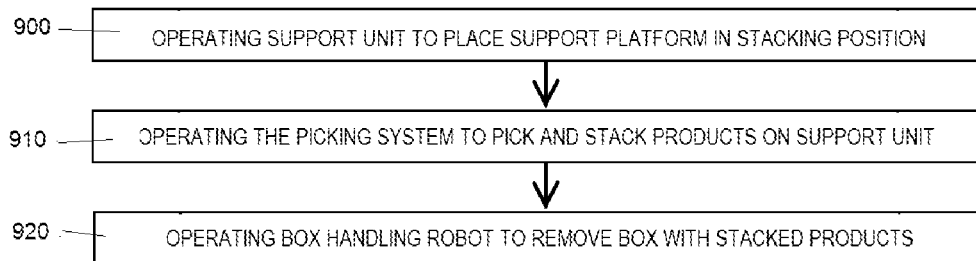 900
OPERATING SUPPORT UNIT TO PLACE SUPPORT PLATFORM IN STACKING POSITION
910
OPERATING THE PICKING SYSTEM TO PICK AND STACK PRODUCTS ON SUPPORT UNIT
920
OPERATING BOX HANDLING ROBOT TO REMOVE BOX WITH STACKED PRODUCTS